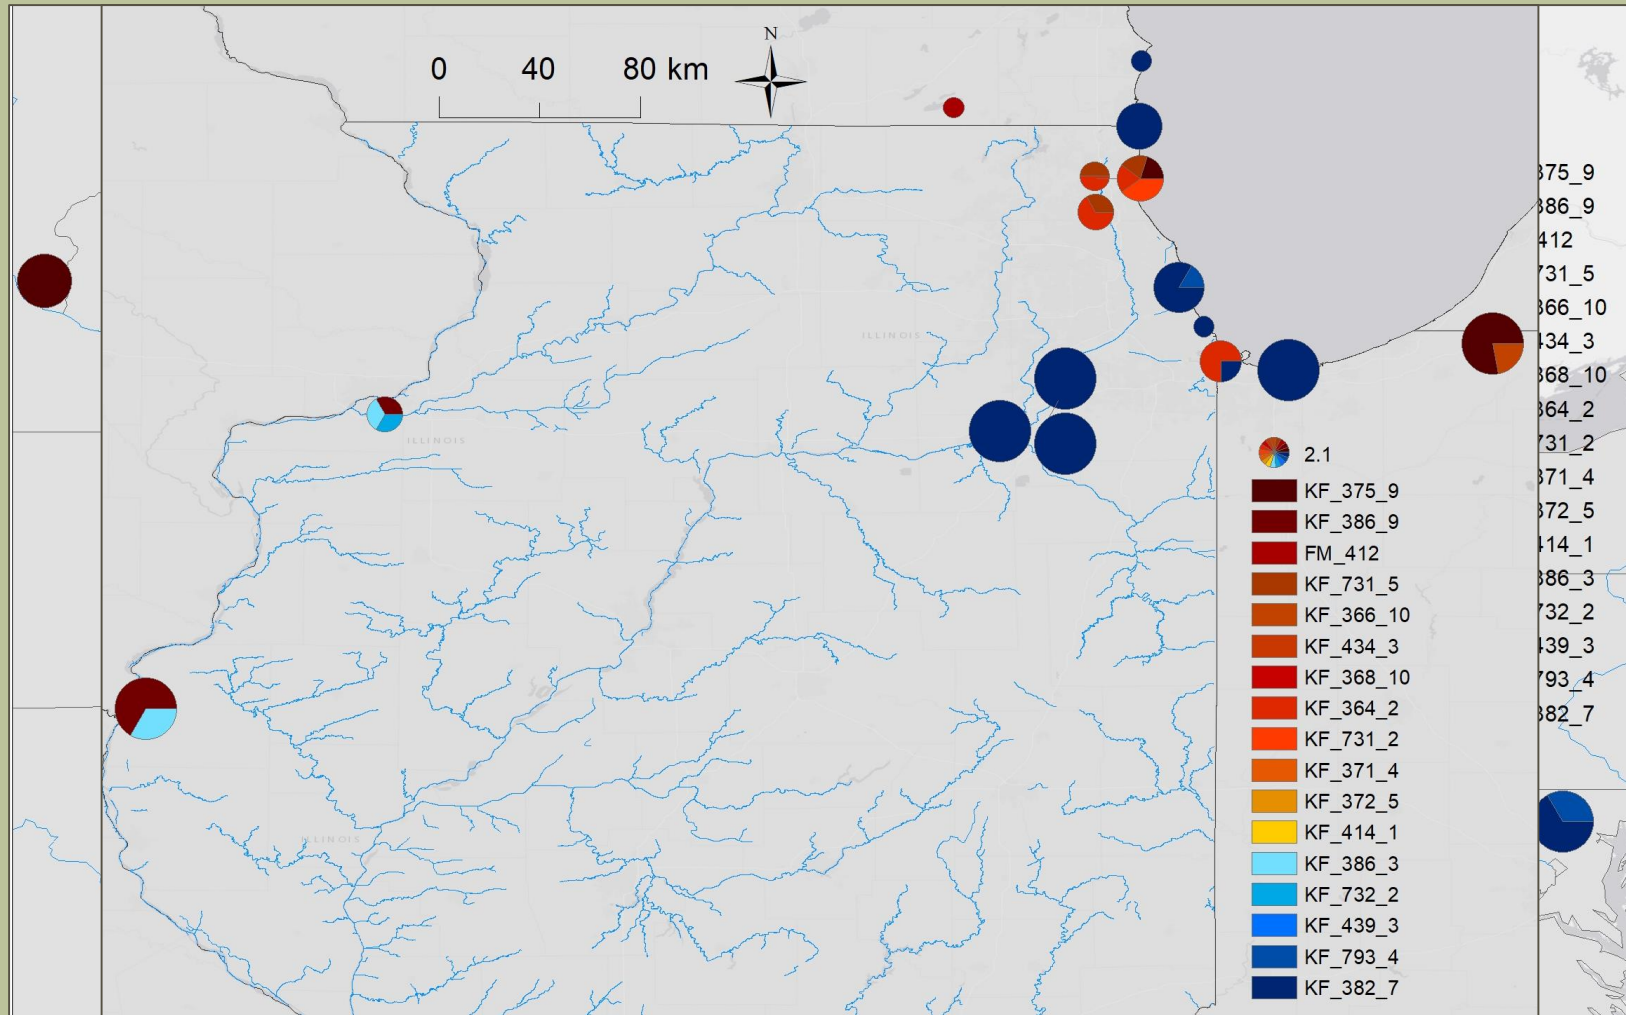 N
0 40 80 km
ILLINOIS
ILLINOIS
ILLINOIS
2.1
KF_375_9
KF_386_9
FM_412
KF_731_5
KF_366_10
KF_434_3
KF_368_10
KF_364_2
KF_731_2
KF_371_4
KF_372_5
KF_414_1
KF_386_3
KF_732_2
KF_439_3
KF_793_4
KF_382_7
375_9
386_9
412
731_5
366_10
434_3
368_10
364_2
731_2
371_4
372_5
414_1
386_3
732_2
439_3
793_4
382_7